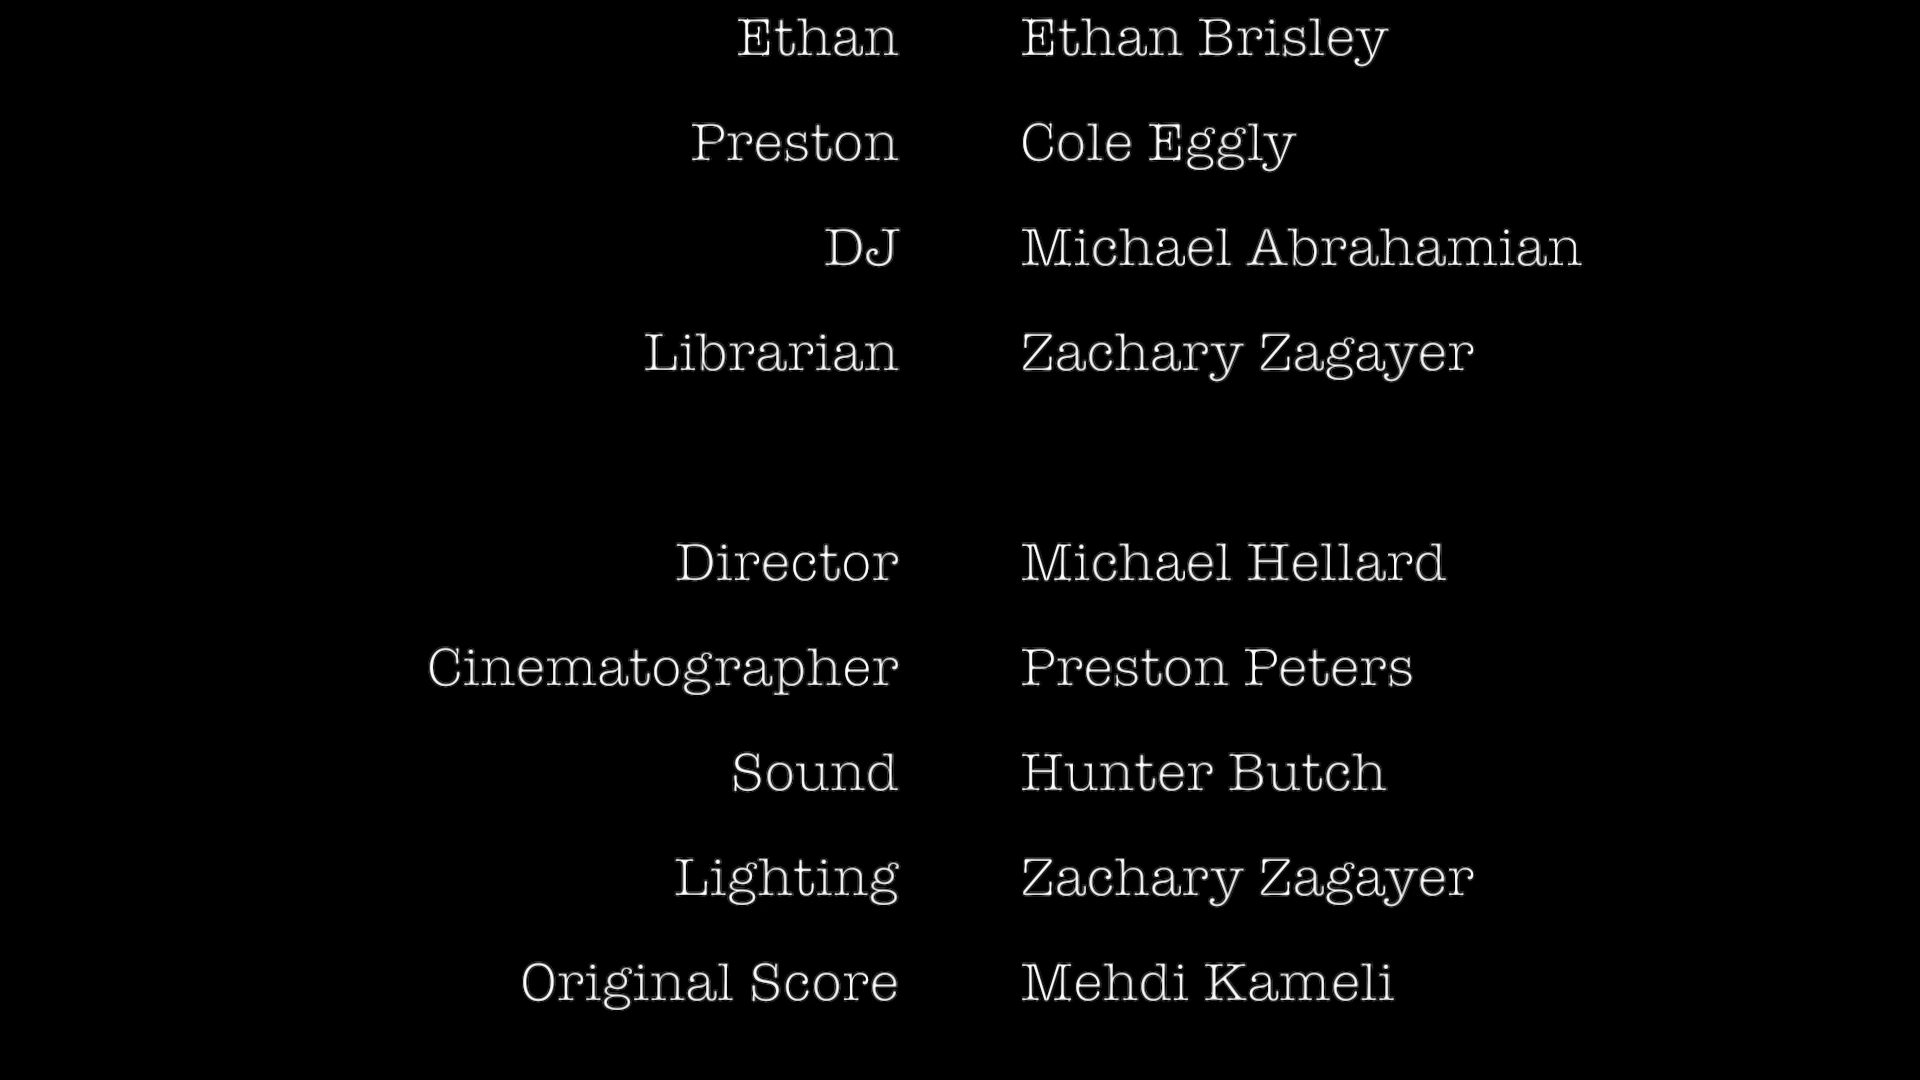 Ethan Ethan Brisley
Preston Cole Eggly
DJ Michael Abrahamian
Librarian Zachary Zagayer
Director Michael Hellard
Cinematographer Preston Peters
Sound Hunter Butch
Lighting Zachary Zagayer
Original Score Mehdi Kameli